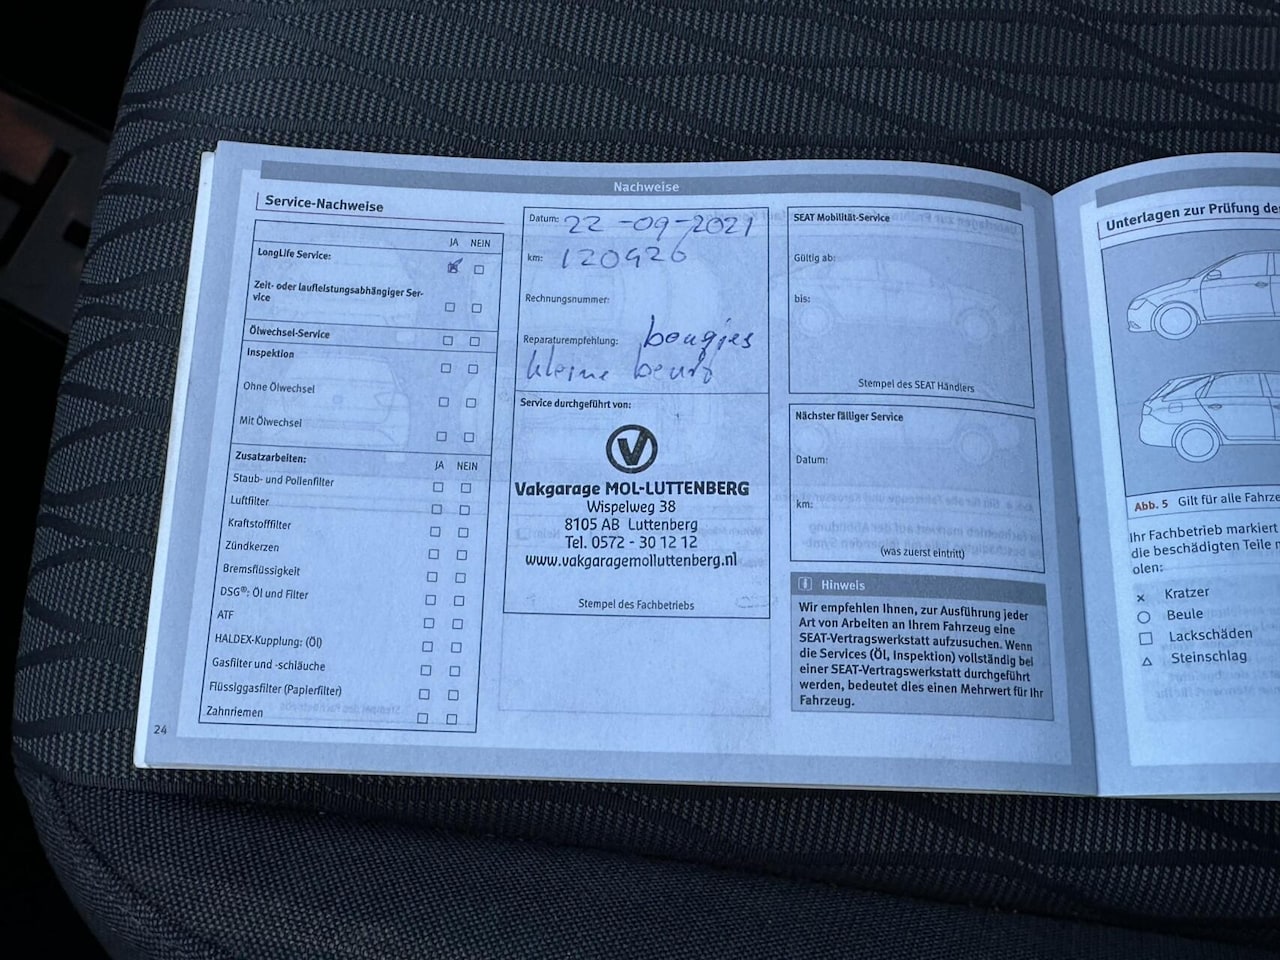 Nachweise
Service-Nachweise
JA NEIN
LongLife Service:
Zeit- oder laufleistungsabhängiger Ser-
vice
Ölwechsel-Service
Inspektion
Ohne Ölwechsel
Mit Ölwechsel
Zusatzarbeiten: JA NEIN
Staub- und Pollenfilter
Luftfilter
Kraftstofffilter
Zündkerzen
Bremsflüssigkeit
DSG®: Öl und Filter
ATF
HALDEX-Kupplung: (Öl)
Gasfilter und -schläuche
Flüssiggasfilter (Papierfilter)
Zahnriemen
24
Datum: 22-09-2021
km: 120926
Rechnungsnummer:
Reparaturempfehlung: bougies
kleine beurt
Service durchgeführt von:
V
Vakgarage MOL-LUTTENBERG
Wispelweg 38
8105 AB Luttenberg
Tel. 0572 - 30 12 12
www.vakgaragemolluttenberg.nl
Stempel des Fachbetriebs
SEAT Mobilität-Service
Gültig ab:
bis:
Stempel des SEAT Händlers
Nächster fälliger Service
Datum:
km:
(was zuerst eintritt)
Hinweis
Wir empfehlen Ihnen, zur Ausführung jeder
Art von Arbeiten an Ihrem Fahrzeug eine
SEAT-Vertragswerkstatt aufzusuchen. Wenn
die Services (Öl, Inspektion) vollständig bei
einer SEAT-Vertragswerkstatt durchgeführt
werden, bedeutet dies einen Mehrwert für Ihr
Fahrzeug.
Unterlagen zur Prüfung
Abb. 5 Gilt für alle
Ihr Fachbetrieb markiert
die beschädigten Teile
olen:
Kratzer
Beule
Lackschäden
Steinschlag